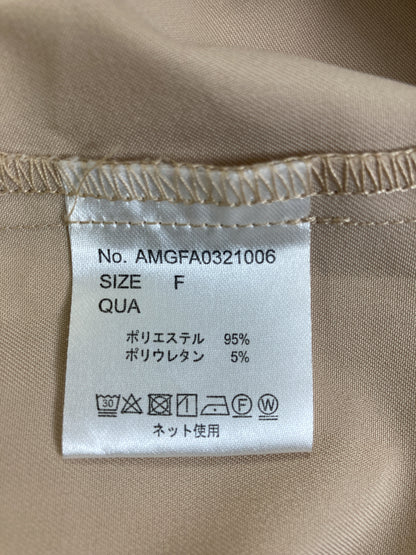 No. AMGFA0321006
SIZE F
QUA
ポリエステル 95%
ポリウレタン 5%
30 F W
ネット使用